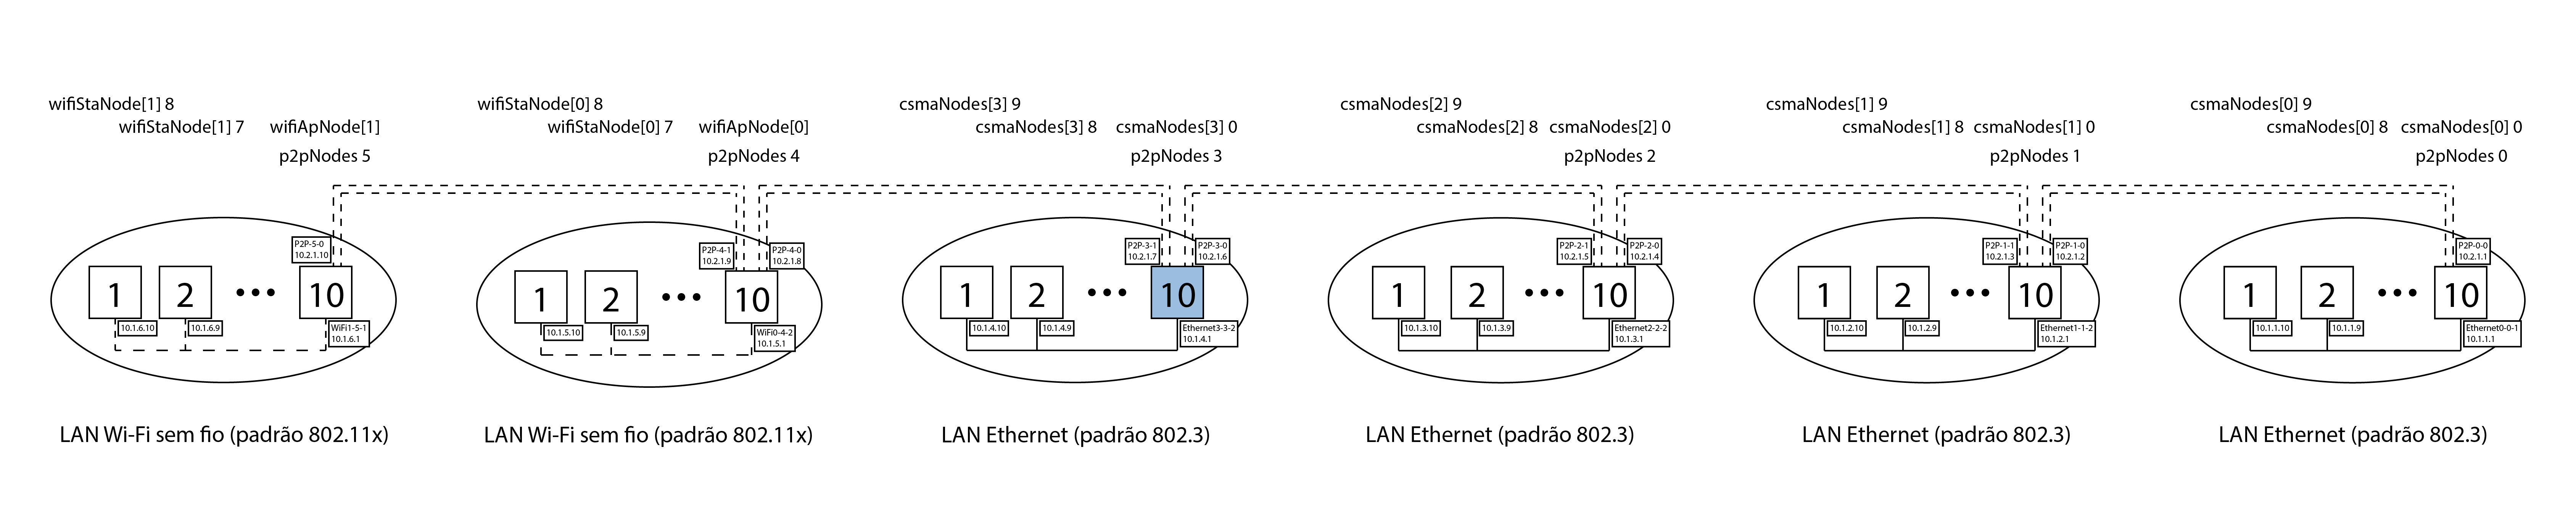 wifiStaNode[1] 8
wifiStaNode[1] 7
wifiApNode[1]
p2pNodes 5
wifiStaNode[0] 8
wifiStaNode[0] 7
wifiApNode[0]
p2pNodes 4
csmaNodes[3] 9
csmaNodes[3] 8
csmaNodes[3] 0
p2pNodes 3
csmaNodes[2] 9
csmaNodes[2] 8
csmaNodes[2] 0
p2pNodes 2
csmaNodes[1] 9
csmaNodes[1] 8
csmaNodes[1] 0
p2pNodes 1
csmaNodes[0] 9
csmaNodes[0] 8
csmaNodes[0] 0
p2pNodes 0
P2P-5-0
10.2.1.10
1
2
•••
10
10.1.6.10
10.1.6.9
WiFi1-5-1
10.1.6.1
LAN Wi-Fi sem fio (padrão 802.11x)
P2P-4-1
10.2.1.9
P2P-4-0
10.2.1.8
1
2
•••
10
10.1.5.10
10.1.5.9
WiFi0-4-2
10.1.5.1
LAN Wi-Fi sem fio (padrão 802.11x)
P2P-3-1
10.2.1.7
P2P-3-0
10.2.1.6
1
2
•••
10
10.1.4.10
10.1.4.9
Ethernet3-3-2
10.1.4.1
LAN Ethernet (padrão 802.3)
P2P-2-1
10.2.1.5
P2P-2-0
10.2.1.4
1
2
•••
10
10.1.3.10
10.1.3.9
Ethernet2-2-2
10.1.3.1
LAN Ethernet (padrão 802.3)
P2P-1-1
10.2.1.3
P2P-1-0
10.2.1.2
1
2
•••
10
10.1.2.10
10.1.2.9
Ethernet1-1-2
10.1.2.1
LAN Ethernet (padrão 802.3)
P2P-0-0
10.2.1.1
1
2
•••
10
10.1.1.10
10.1.1.9
Ethernet0-0-1
10.1.1.1
LAN Ethernet (padrão 802.3)